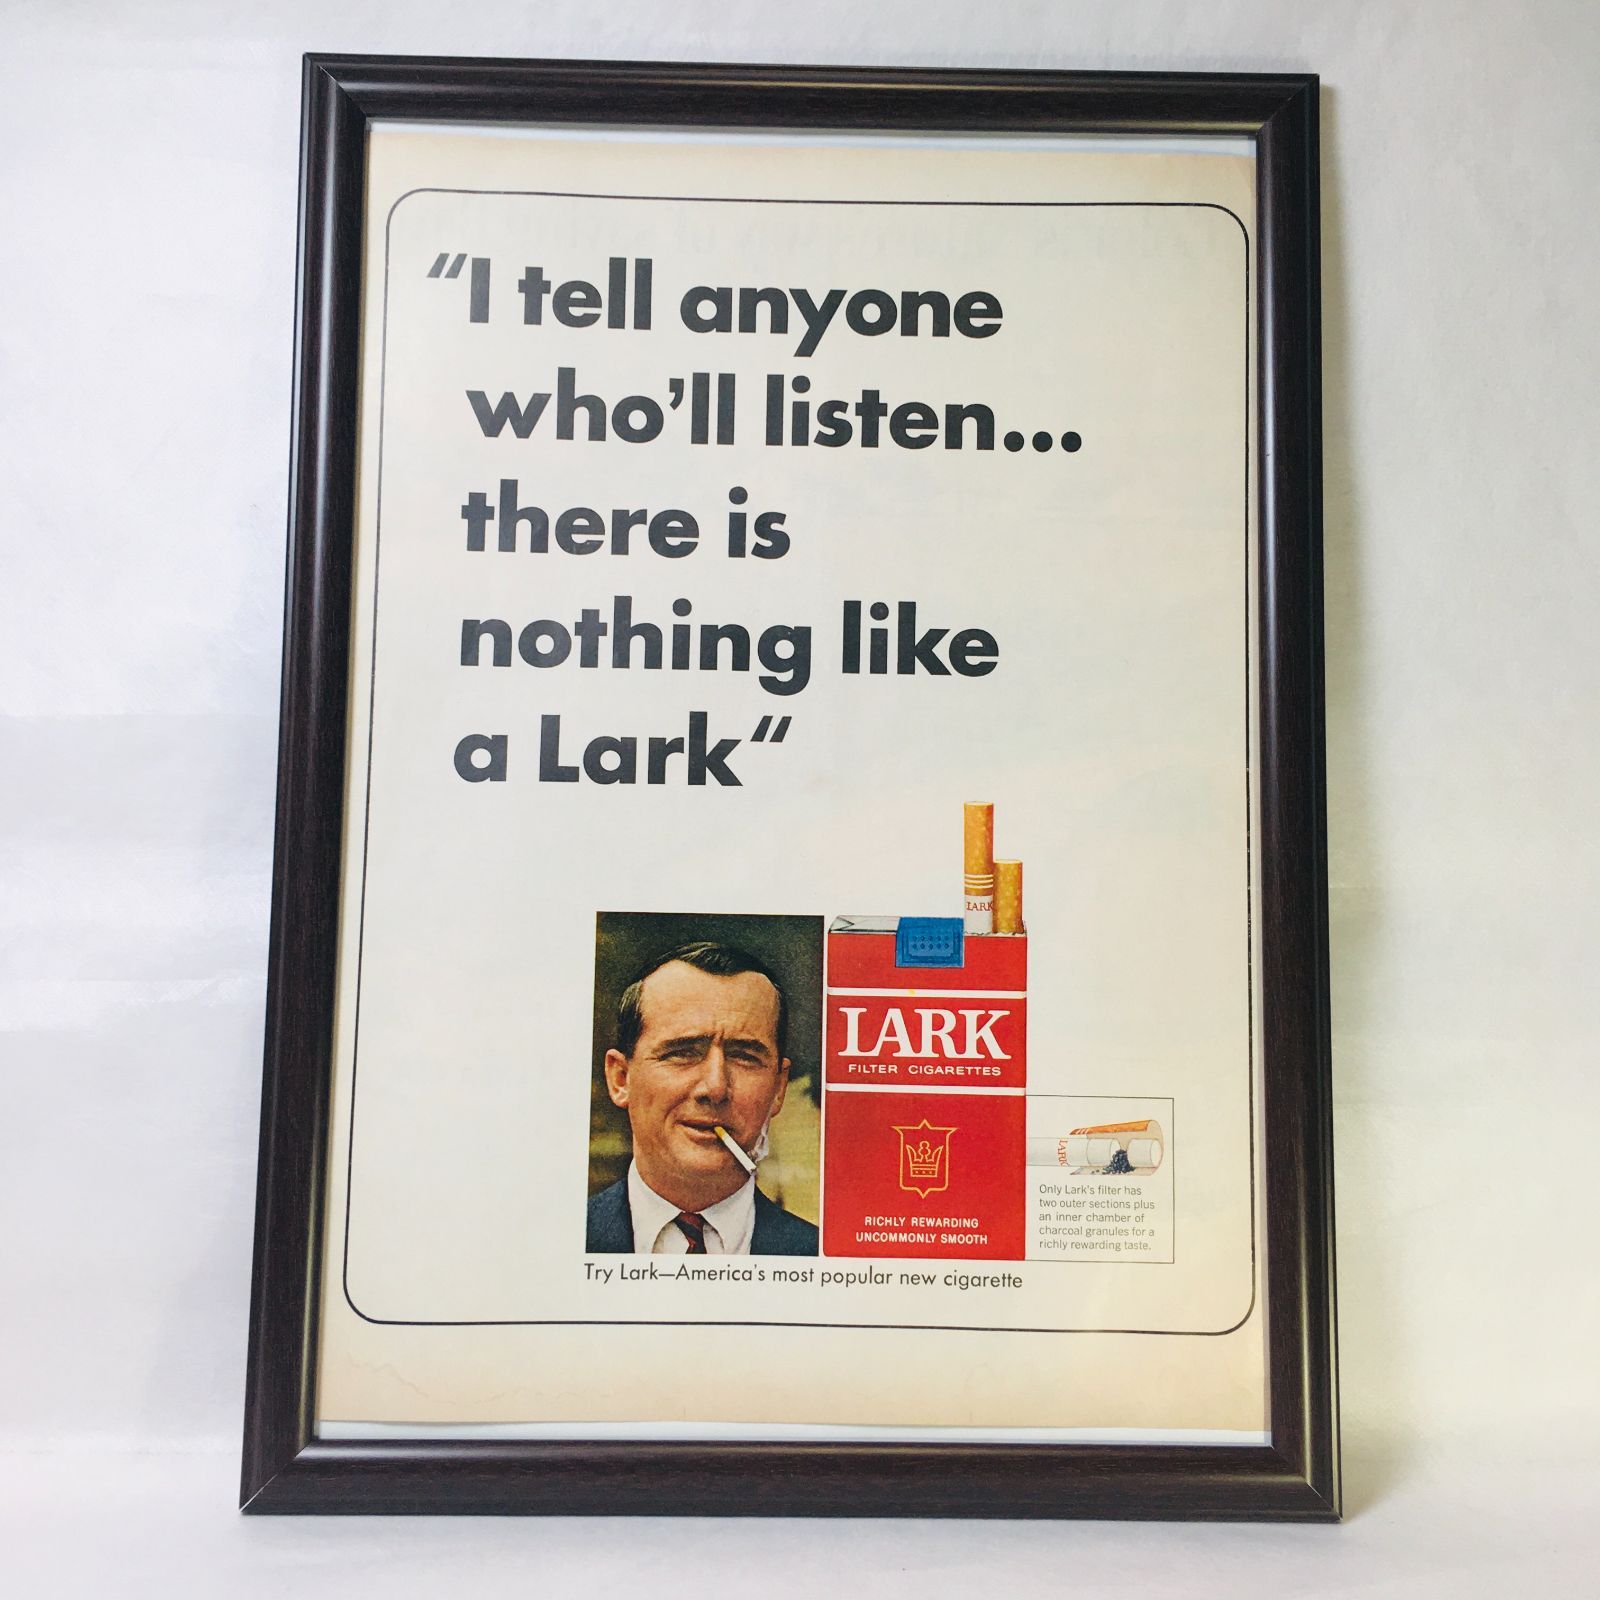 “I tell anyone
who’ll listen...
there is
nothing like
a Lark“
LARK
LARK
FILTER CIGARETTES
RICHLY REWARDING
UNCOMMONLY SMOOTH
LARK
Only Lark's filter has
two outer sections plus
an inner chamber of
charcoal granules for a
richly rewarding taste.
Try Lark—America's most popular new cigarette